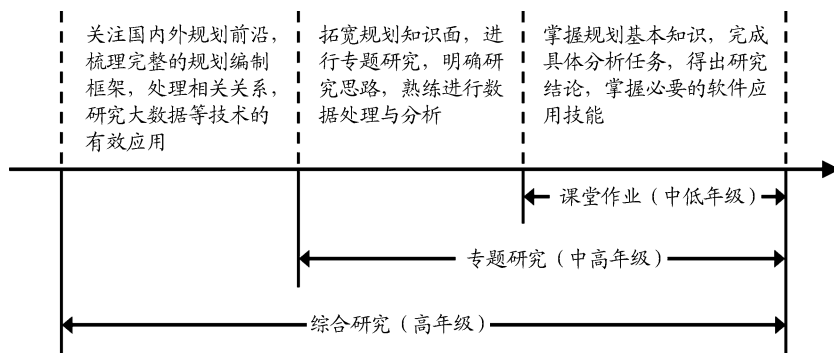 关注国内外规划前沿，
梳理完整的规划编制
框架，处理相关关系，
研究大数据等技术的
有效应用
拓宽规划知识面，进
行专题研究，明确研
究思路，熟练进行数
据处理与分析
掌握规划基本知识，完成
具体分析任务，得出研究
结论，掌握必要的软件应
用技能
课堂作业（中低年级）
专题研究（中高年级）
综合研究（高年级）